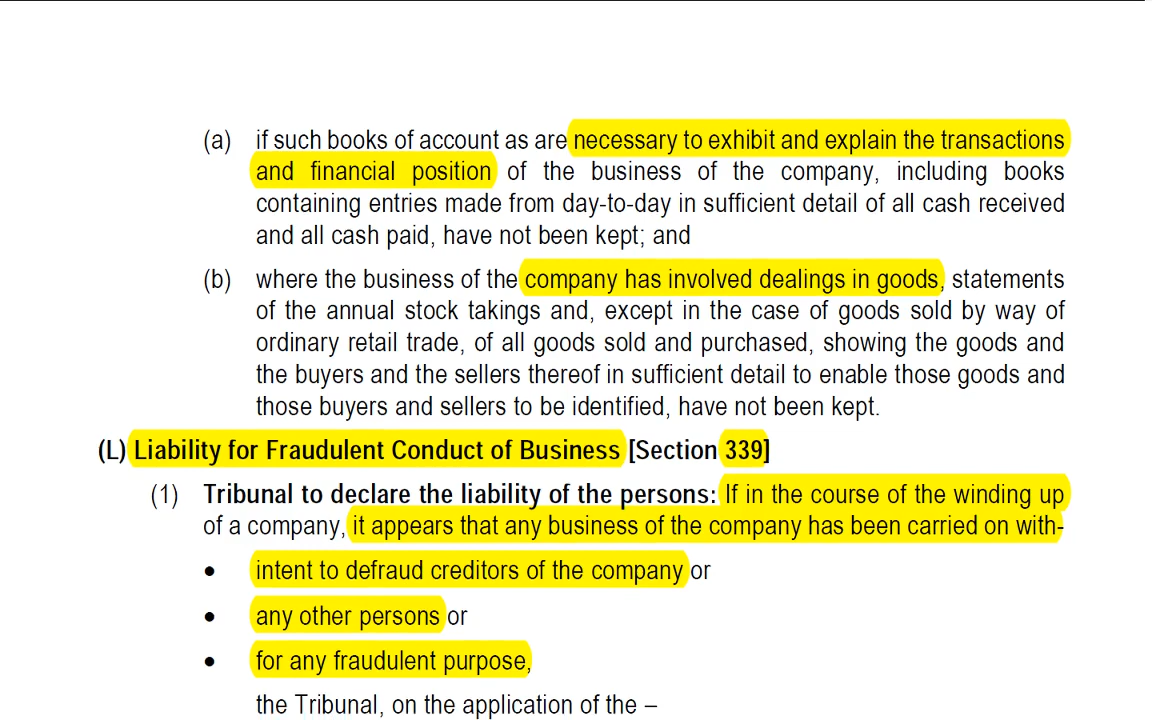 (a) if such books of account as are necessary to exhibit and explain the transactions
and financial position of the business of the company, including books
containing entries made from day-to-day in sufficient detail of all cash received
and all cash paid, have not been kept; and
(b) where the business of the company has involved dealings in goods, statements
of the annual stock takings and, except in the case of goods sold by way of
ordinary retail trade, of all goods sold and purchased, showing the goods and
the buyers and the sellers thereof in sufficient detail to enable those goods and
those buyers and sellers to be identified, have not been kept.
(L) Liability for Fraudulent Conduct of Business [Section 339]
(1) Tribunal to declare the liability of the persons: If in the course of the winding up
of a company, it appears that any business of the company has been carried on with-
• intent to defraud creditors of the company or
• any other persons or
• for any fraudulent purpose,
the Tribunal, on the application of the –